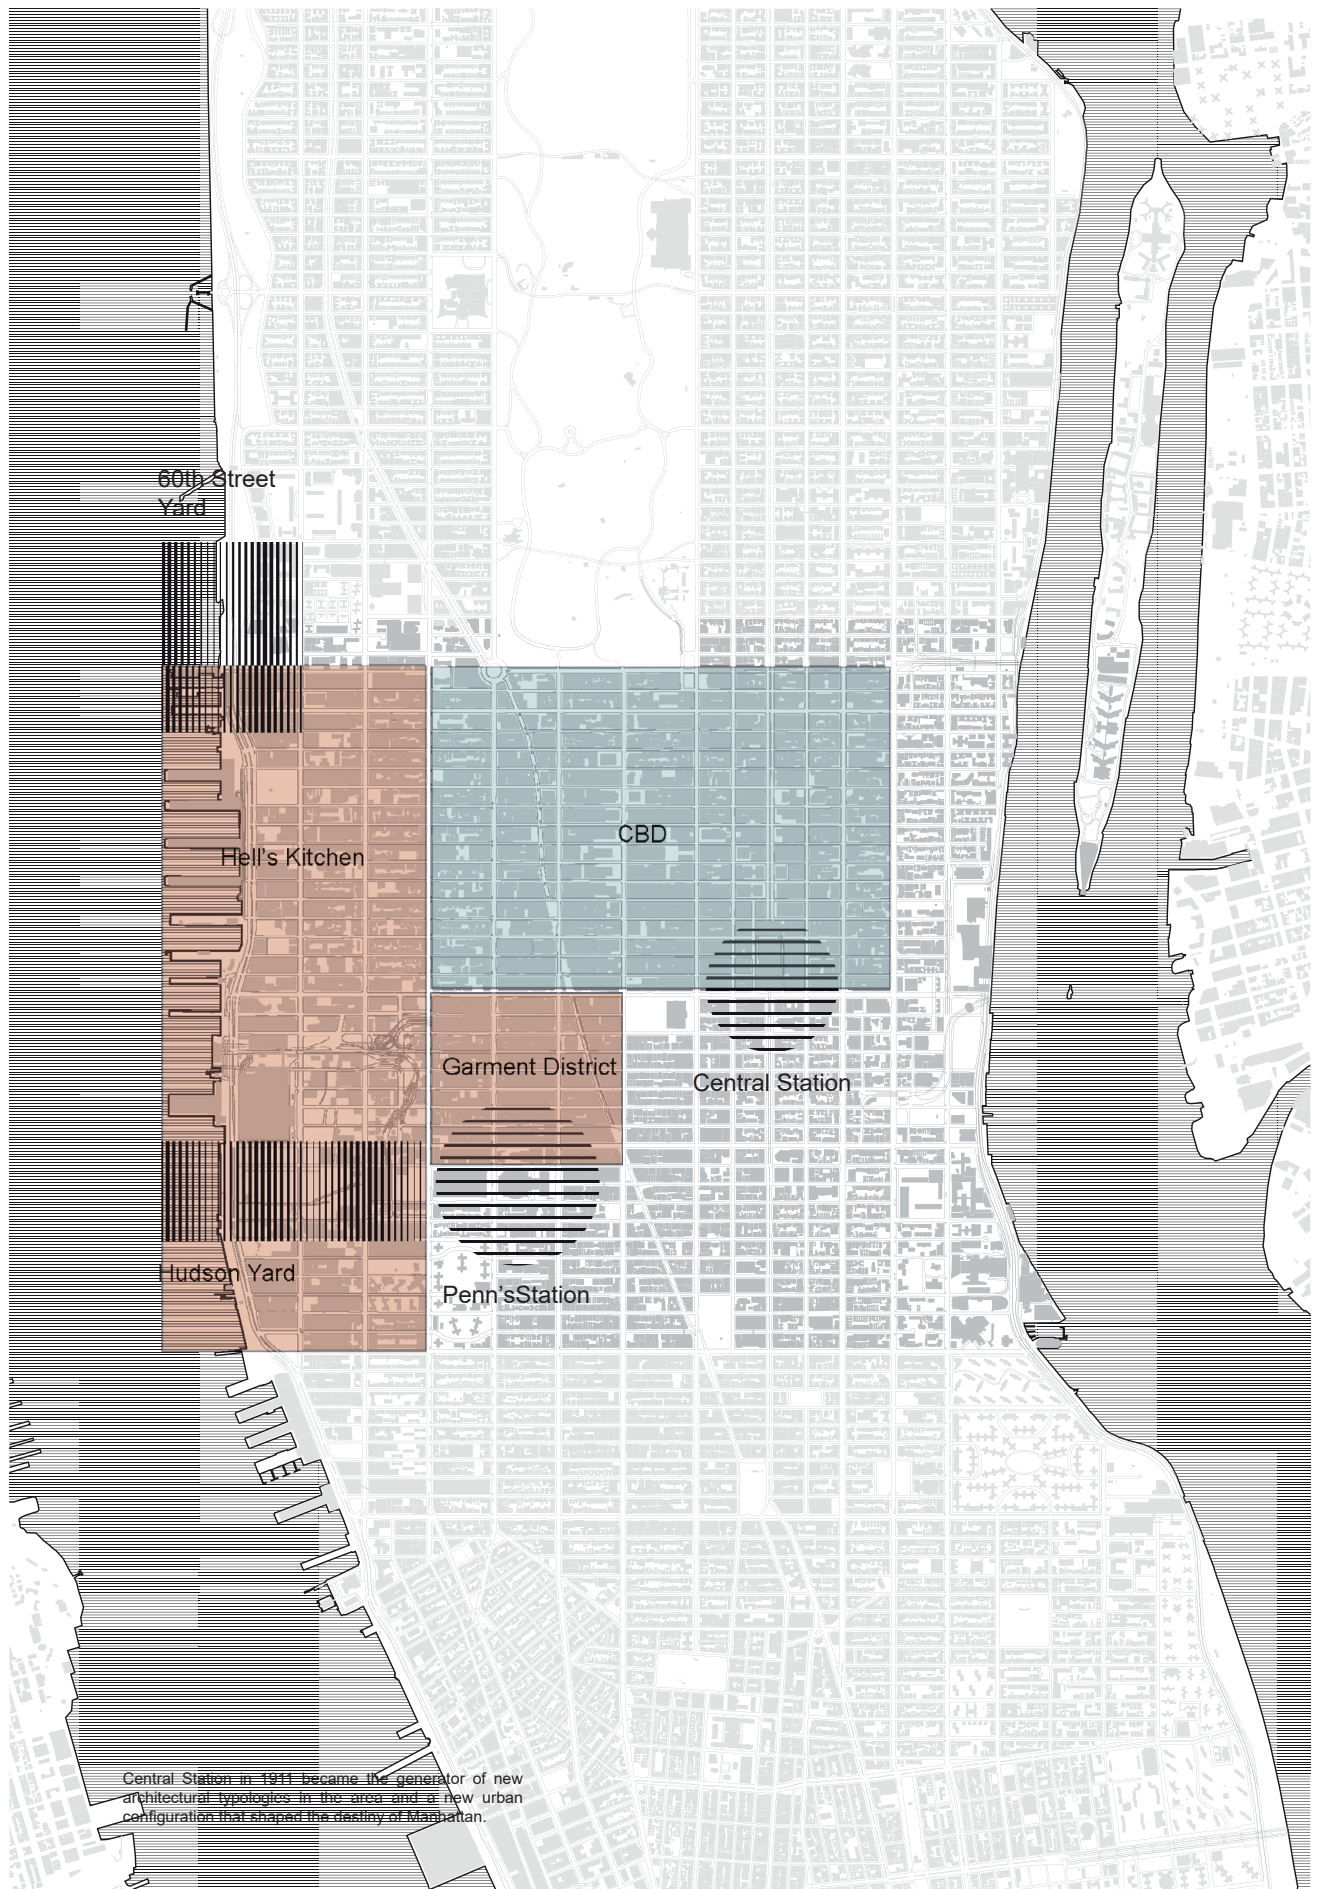 60th Street
Yard
CBD
Hell's Kitchen
Garment District
Central Station
Hudson Yard
Penn'sStation
Central Station in 1911 became the generator of new
architectural typologies in the area and a new urban
configuration that shaped the destiny of Manhattan.